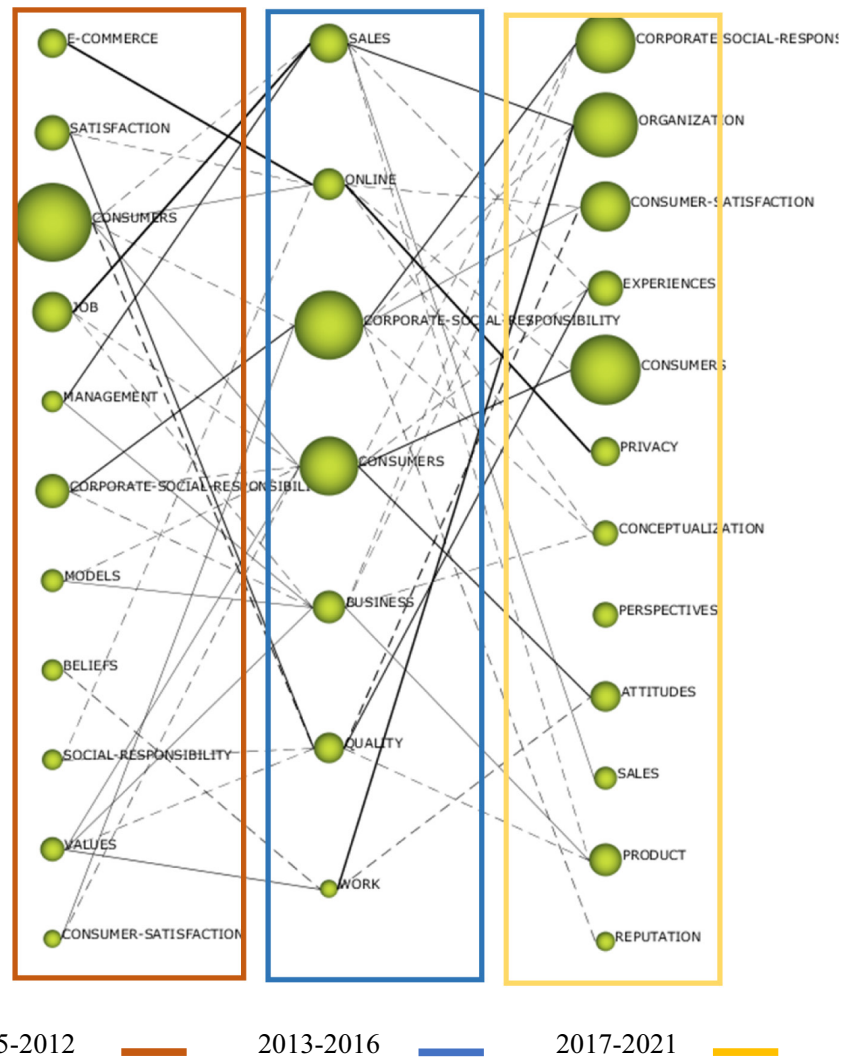 E-COMMERCE
SATISFACTION
CONSUMERS
JOB
MANAGEMENT
CORPORATE-SOCIAL-RESPONSIBILI..
MODELS
BELIEFS
SOCIAL-RESPONSIBILITY
VALUES
CONSUMER-SATISFACTION
SALES
ONLINE
CORPORATE-SOCIAL-RESPONSIBILITY
CONSUMERS
BUSINESS
QUALITY
WORK
CORPORATE-SOCIAL-RESPONS
ORGANIZATION
CONSUMER-SATISFACTION
EXPERIENCES
CONSUMERS
PRIVACY
CONCEPTUALIZATION
PERSPECTIVES
ATTITUDES
SALES
PRODUCT
REPUTATION
5-2012
2013-2016
2017-2021